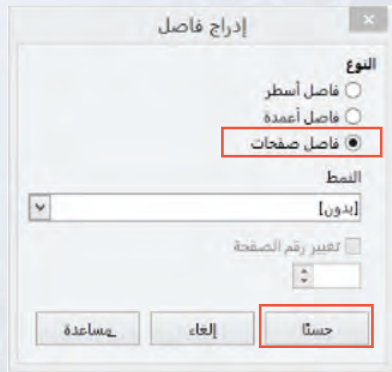 إدراج فاصل
النوع
فاصل أسطر
فاصل أعمدة
فاصل صفحات
النمط
[بدون]
تغيير رقم الصفحة
حسنًا إلغاء مساعدة